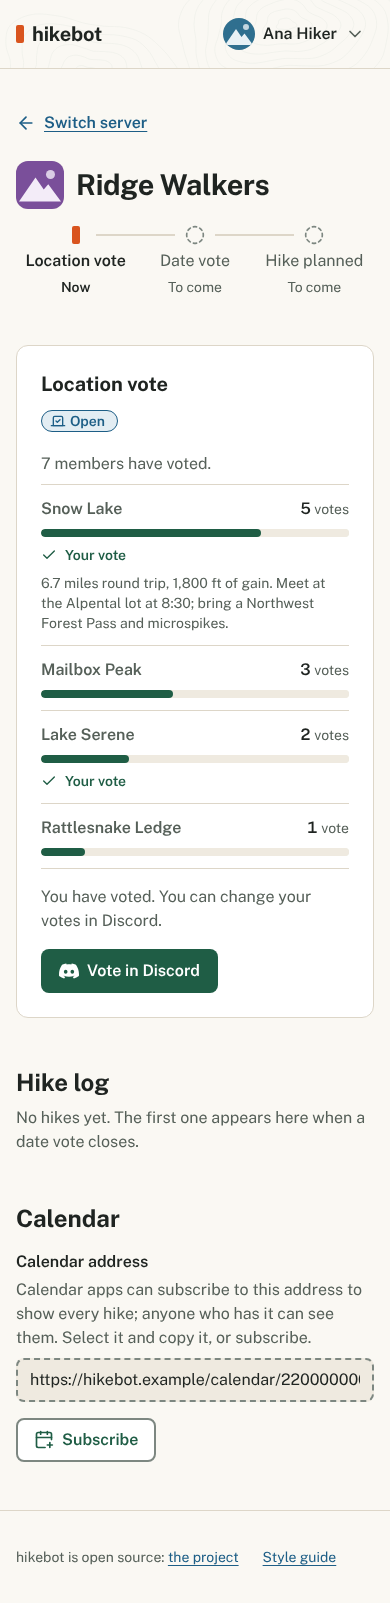 hikebot
Ana Hiker
Switch server
Ridge Walkers
Location vote
Now
Date vote
To come
Hike planned
To come
Location vote
Open
7 members have voted.
Snow Lake
5 votes
Your vote
6.7 miles round trip, 1,800 ft of gain. Meet at
the Alpental lot at 8:30; bring a Northwest
Forest Pass and microspikes.
Mailbox Peak
3 votes
Lake Serene
2 votes
Your vote
Rattlesnake Ledge
1 vote
You have voted. You can change your
votes in Discord.
Vote in Discord
Hike log
No hikes yet. The first one appears here when a
date vote closes.
Calendar
Calendar address
Calendar apps can subscribe to this address to
show every hike; anyone who has it can see
them. Select it and copy it, or subscribe.
https://hikebot.example/calendar/22000000
Subscribe
hikebot is open source: the project
Style guide